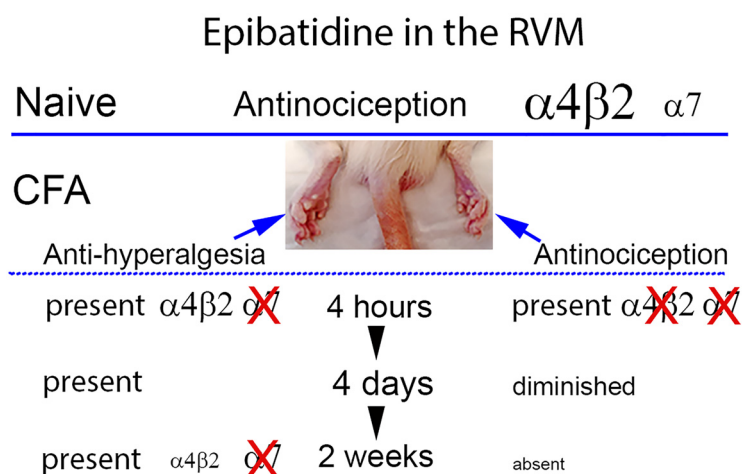 Epibatidine in the RVM
Naive Antinociception α4β2 α7
CFA
Anti-hyperalgesia Antinociception
present α4β2 α7 4 hours present α4β2 α7
present 4 days diminished
present α4β2 α7 2 weeks absent